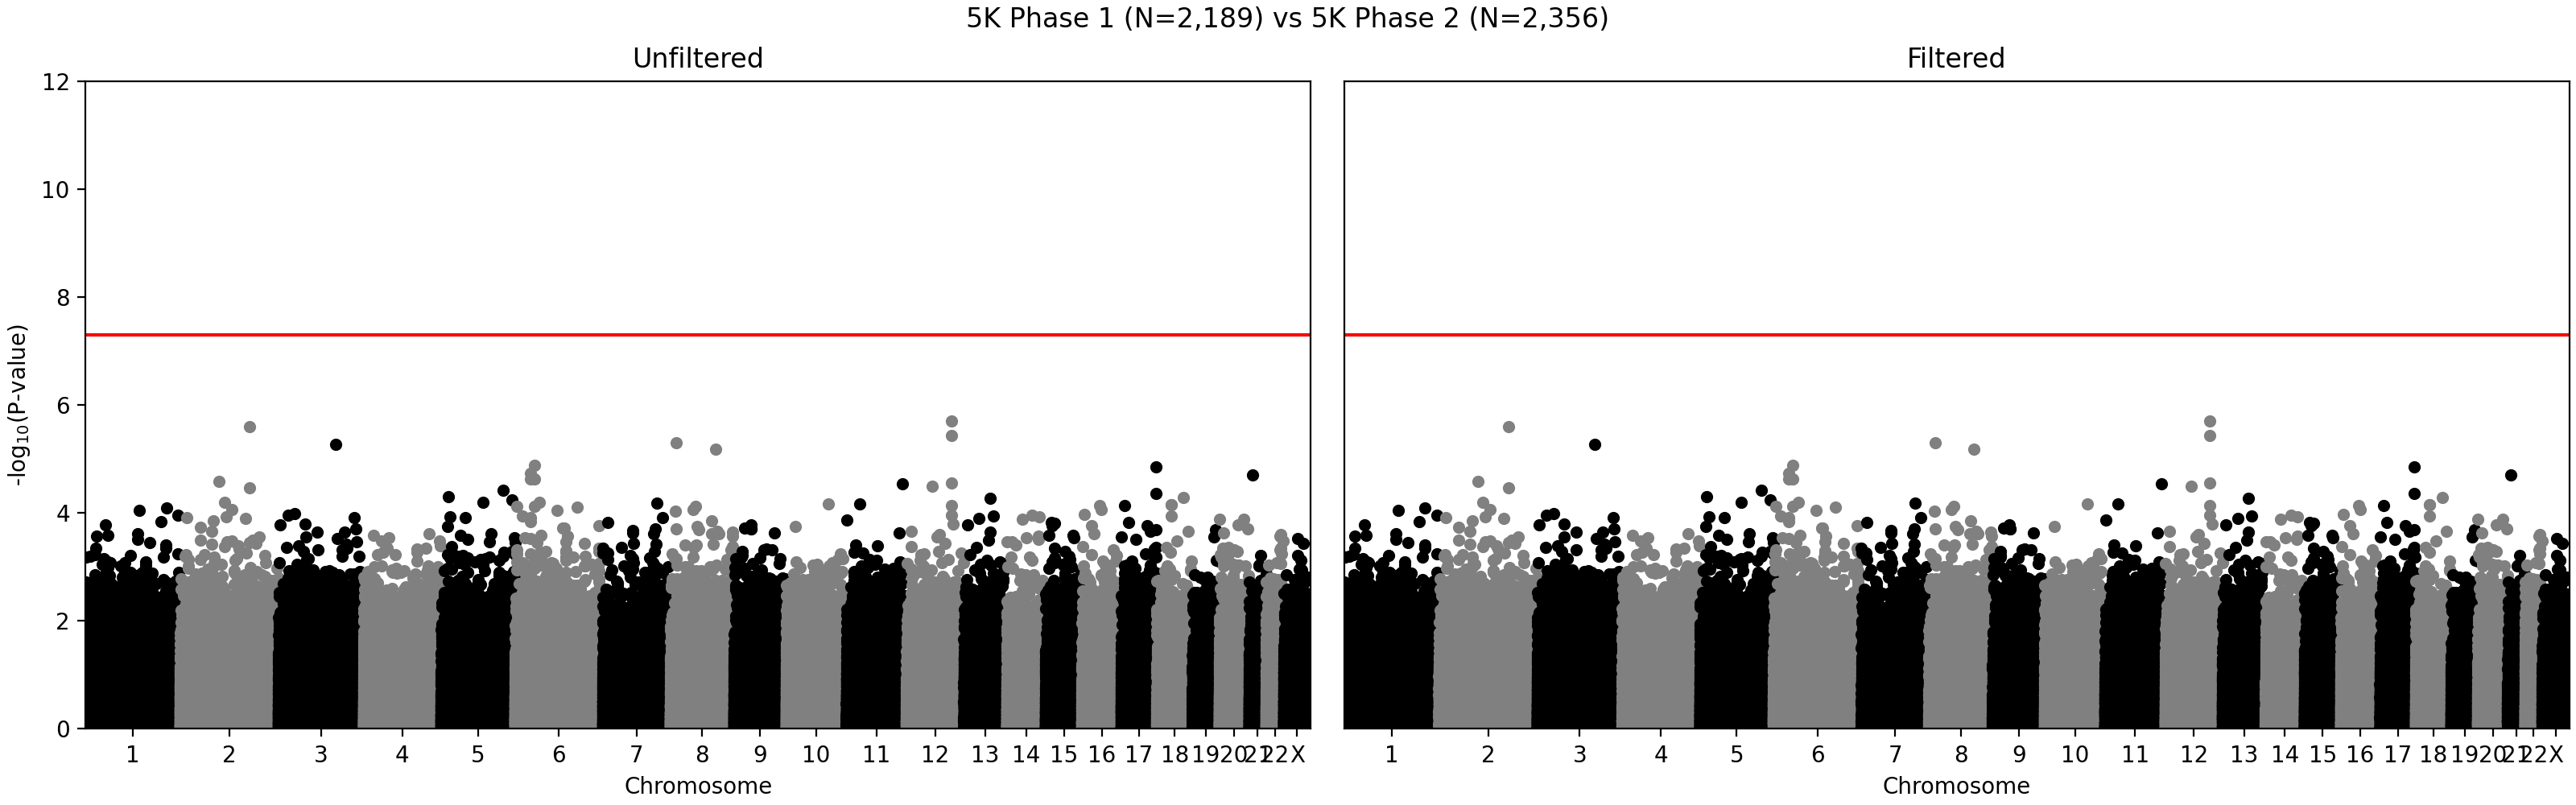 5K Phase 1 (N=2,189) vs 5K Phase 2 (N=2,356)
Unfiltered
Filtered
12
10
8
6
4
2
0
-log10(P-value)
1 2 3 4 5 6 7 8 9 10 11 12 13 14 15 16 17 18 19 20 21 22 X
1 2 3 4 5 6 7 8 9 10 11 12 13 14 15 16 17 18 19 20 21 22 X
Chromosome
Chromosome